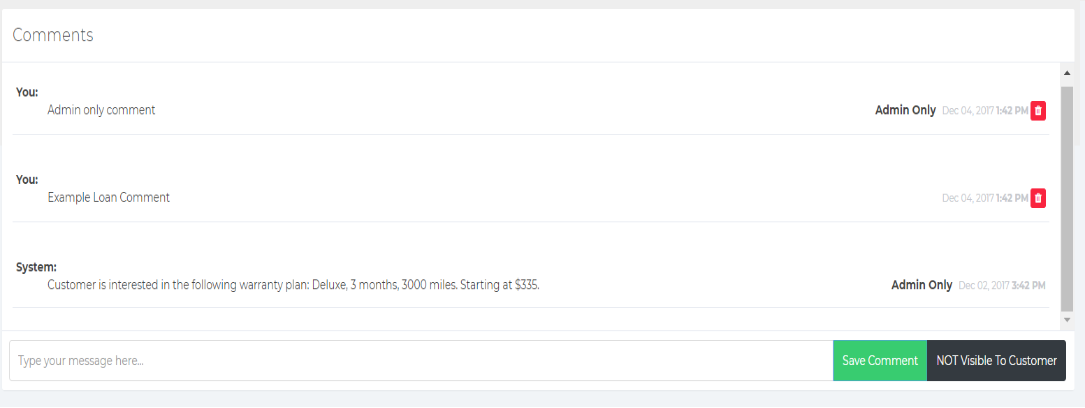 Comments
You:
Admin only comment
Admin Only Dec 04, 2017 1:42 PM
You:
Example Loan Comment
Dec 04, 2017 1:42 PM
System:
Customer is interested in the following warranty plan: Deluxe, 3 months, 3000 miles. Starting at $335.
Admin Only Dec 02, 2017 3:42 PM
Type your message here...
Save Comment
NOT Visible To Customer